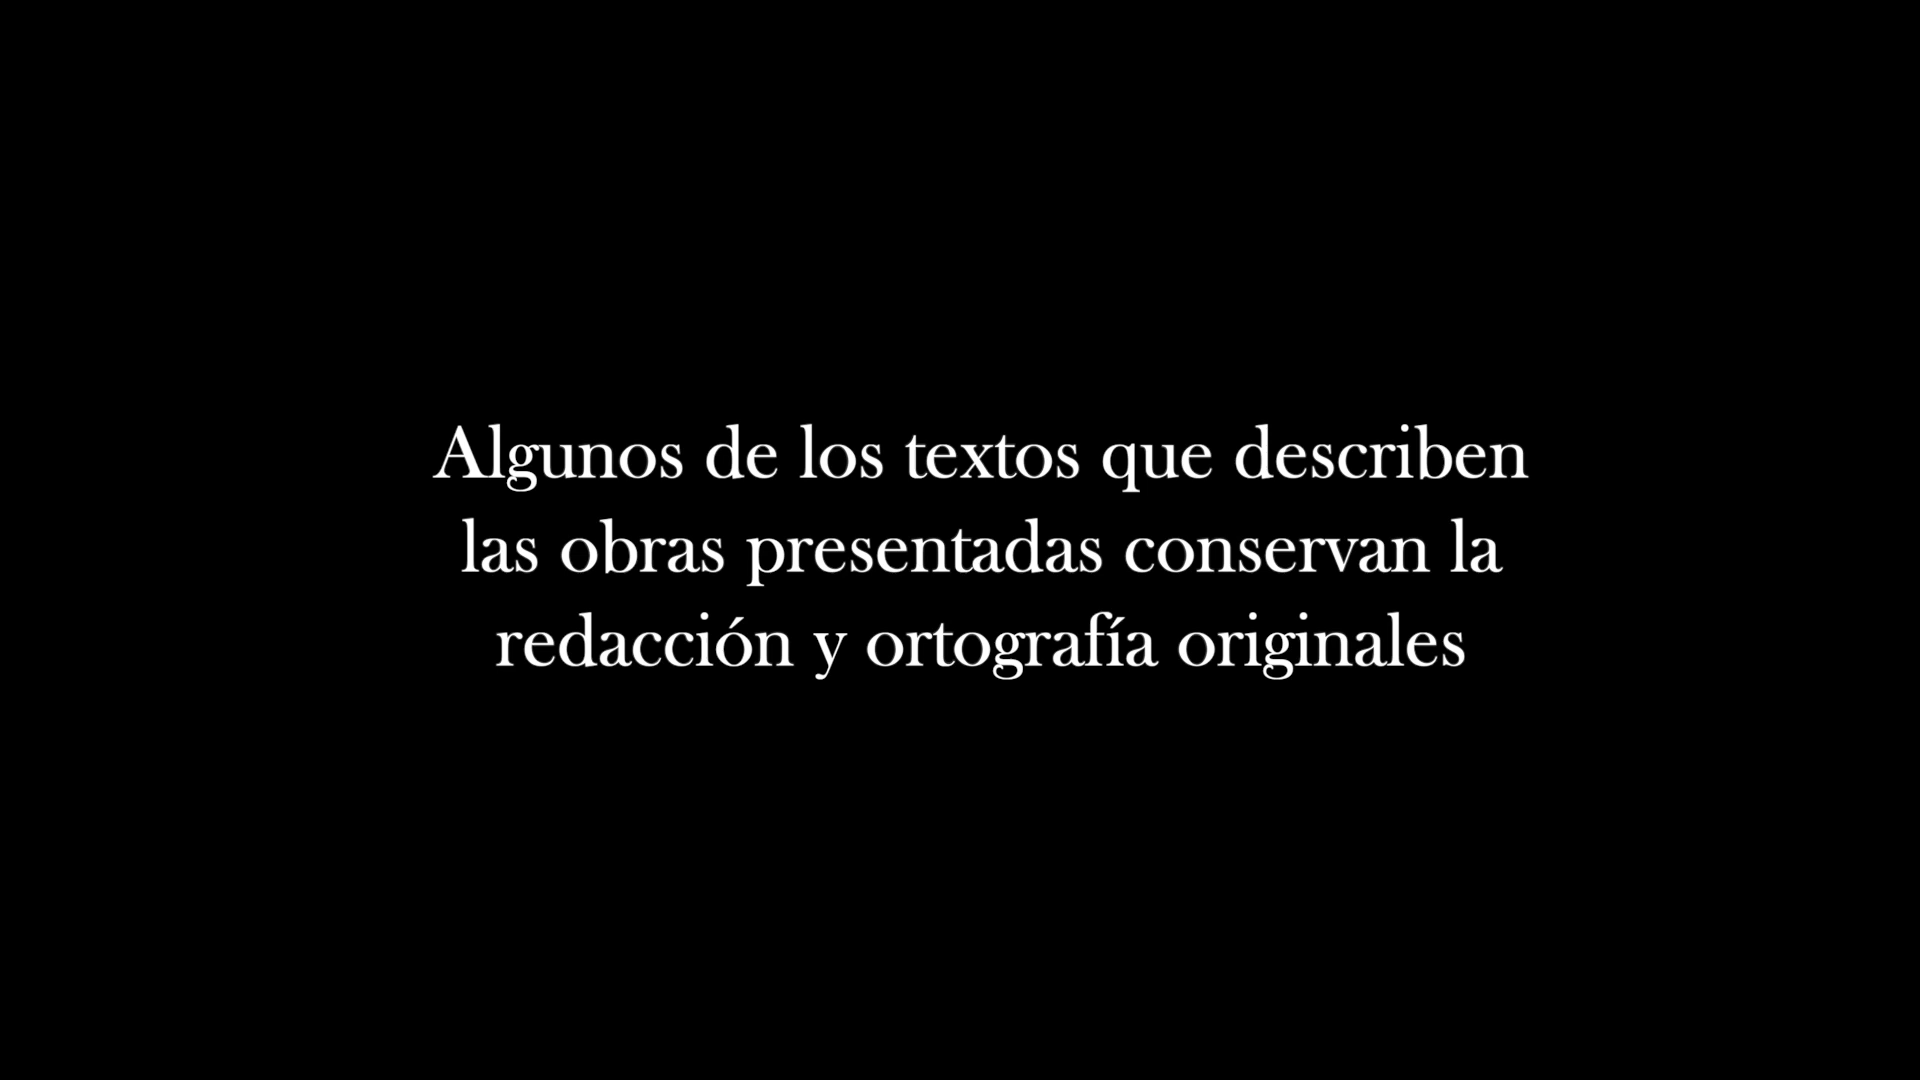 Algunos de los textos que describen
las obras presentadas conservan la
redacción y ortografía originales